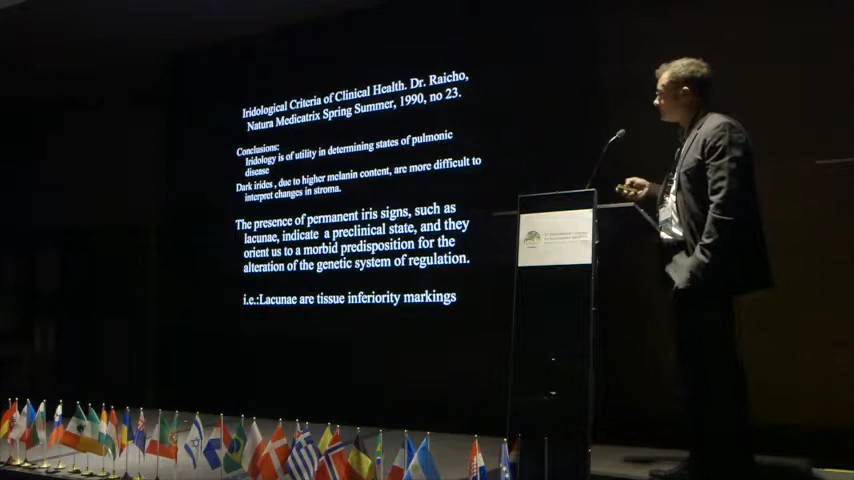 Iridological Criteria of Clinical Health. Dr. Raicho,
Natura Medicatrix Spring Summer, 1990, no 23.
Conclusions:
Iridology is of utility in determining states of pulmonic
disease
Dark irides , due to higher melanin content, are more difficult to
interpret changes in stroma.
The presence of permanent iris signs, such as
lacunae, indicate a preclinical state, and they
orient us to a morbid predisposition for the
alteration of the genetic system of regulation.
i.e.:Lacunae are tissue inferiority markings